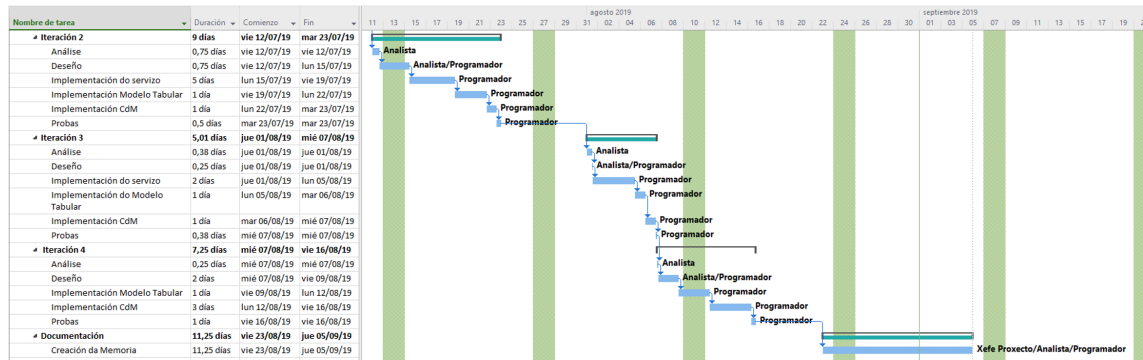 agosto 2019 septiembre 2019
Nombre de tarea Duración Comienzo Fin 11 13 15 17 19 21 23 25 27 29 31 02 04 06 08 10 12 14 16 18 20 22 24 26 28 30 01 03 05 07 09 11 13 15 17 19
Iteración 2 9 días vie 12/07/19 mar 23/07/19
Análise 0,75 días vie 12/07/19 vie 12/07/19 Analista
Deseño 0,75 días vie 12/07/19 lun 15/07/19 Analista/Programador
Implementación do servizo 5 días lun 15/07/19 vie 19/07/19 Programador
Implementación Modelo Tabular 1 día vie 19/07/19 lun 22/07/19 Programador
Implementación CdM 1 día lun 22/07/19 mar 23/07/19 Programador
Probas 0,5 días mar 23/07/19 mar 23/07/19 Programador
Iteración 3 5,01 días jue 01/08/19 mié 07/08/19
Análise 0,38 días jue 01/08/19 jue 01/08/19 Analista
Deseño 0,25 días jue 01/08/19 jue 01/08/19 Analista/Programador
Implementación do servizo 2 días jue 01/08/19 lun 05/08/19 Programador
Implementación do Modelo 1 día lun 05/08/19 mar 06/08/19 Programador
Tabular
Implementación CdM 1 día mar 06/08/19 mié 07/08/19 Programador
Probas 0,38 días mié 07/08/19 mié 07/08/19 Programador
Iteración 4 7,25 días mié 07/08/19 vie 16/08/19
Análise 0,25 días mié 07/08/19 mié 07/08/19 Analista
Deseño 2 días mié 07/08/19 vie 09/08/19 Analista/Programador
Implementación Modelo Tabular 1 día vie 09/08/19 lun 12/08/19 Programador
Implementación CdM 3 días lun 12/08/19 vie 16/08/19 Programador
Probas 1 día vie 16/08/19 vie 16/08/19 Programador
Documentación 11,25 días vie 23/08/19 jue 05/09/19
Creación da Memoria 11,25 días vie 23/08/19 jue 05/09/19 Xefe Proxecto/Analista/Programador